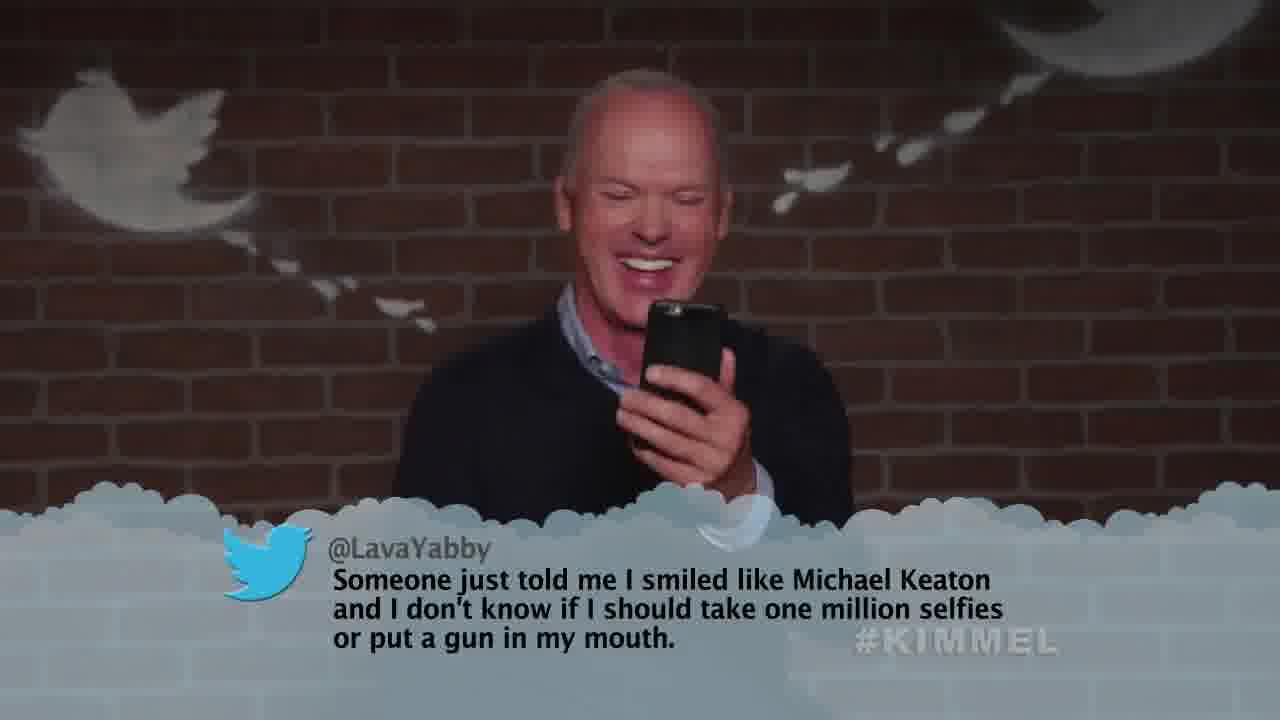 @LavaYabby
Someone just told me I smiled like Michael Keaton
and I don't know if I should take one million selfies
or put a gun in my mouth.
#KIMMEL